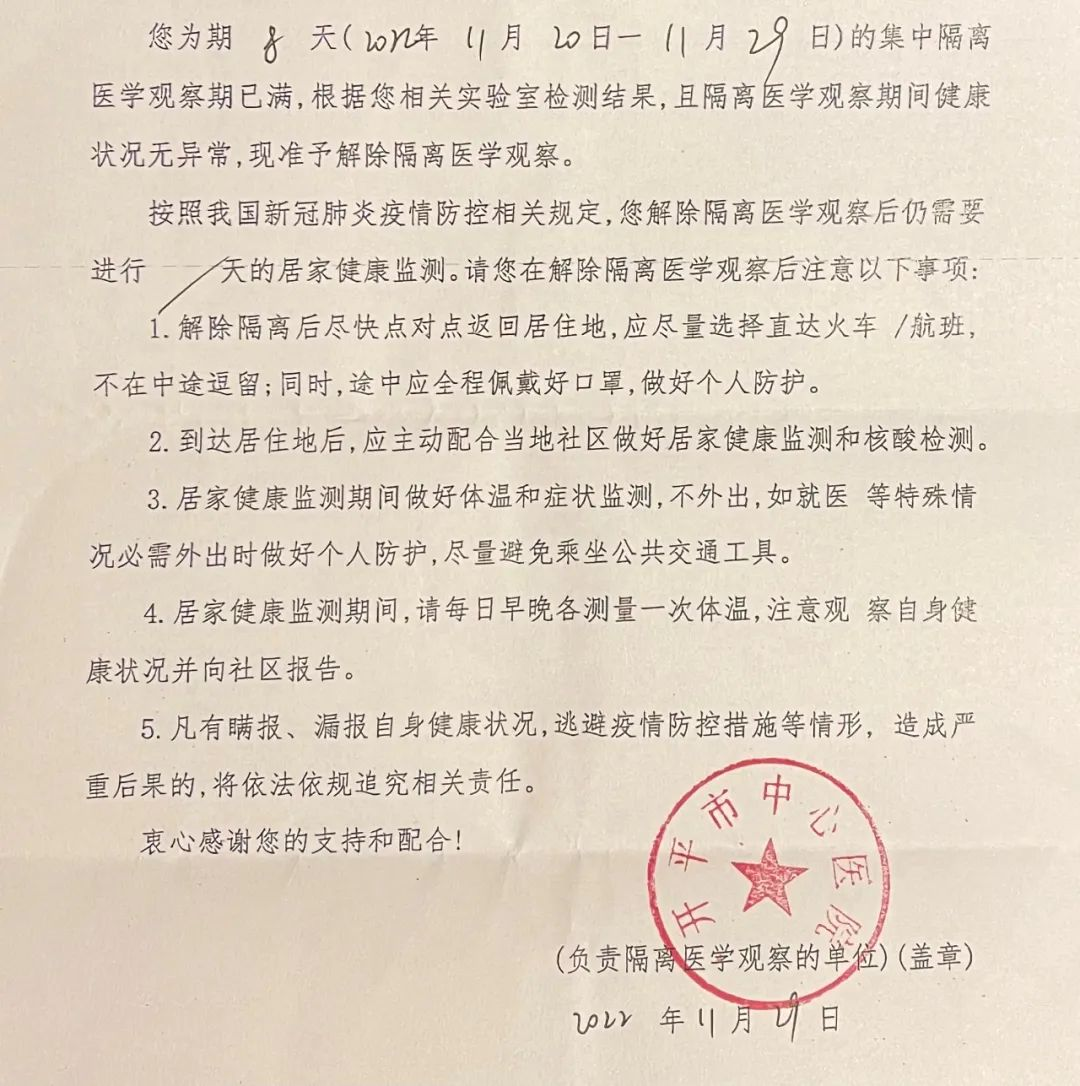 您为期 8 天(2022年 11月 20日一 11月 29日)的集中隔离
医学观察期已满,根据您相关实验室检测结果,且隔离医学观察期间健康
状况无异常,现准予解除隔离医学观察。
按照我国新冠肺炎疫情防控相关规定,您解除隔离医学观察后仍需要
进行 / 天的居家健康监测。请您在解除隔离医学观察后注意以下事项:
1.解除隔离后尽快点对点返回居住地,应尽量选择直达火车 /航班,
不在中途逗留;同时,途中应全程佩戴好口罩,做好个人防护。
2.到达居住地后,应主动配合当地社区做好居家健康监测和核酸检测。
3.居家健康监测期间做好体温和症状监测,不外出,如就医 等特殊情
况必需外出时做好个人防护,尽量避免乘坐公共交通工具。
4.居家健康监测期间,请每日早晚各测量一次体温,注意观 察自身健
康状况并向社区报告。
5.凡有瞒报、漏报自身健康状况,逃避疫情防控措施等情形, 造成严
重后果的,将依法依规追究相关责任。
衷心感谢您的支持和配合!
开平市中心医院
(负责隔离医学观察的单位)(盖章)
2022 年 11月 29日